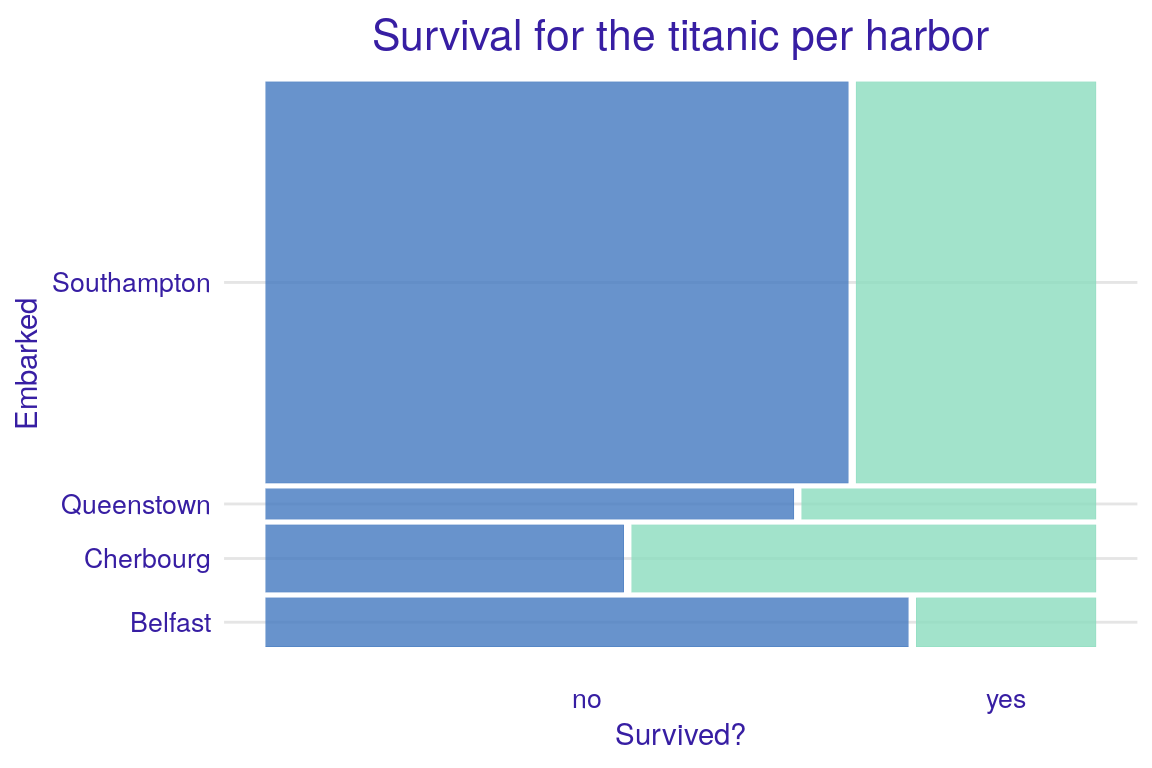 Survival for the titanic per harbor
Embarked
Southampton
Queenstown
Cherbourg
Belfast
no yes
Survived?